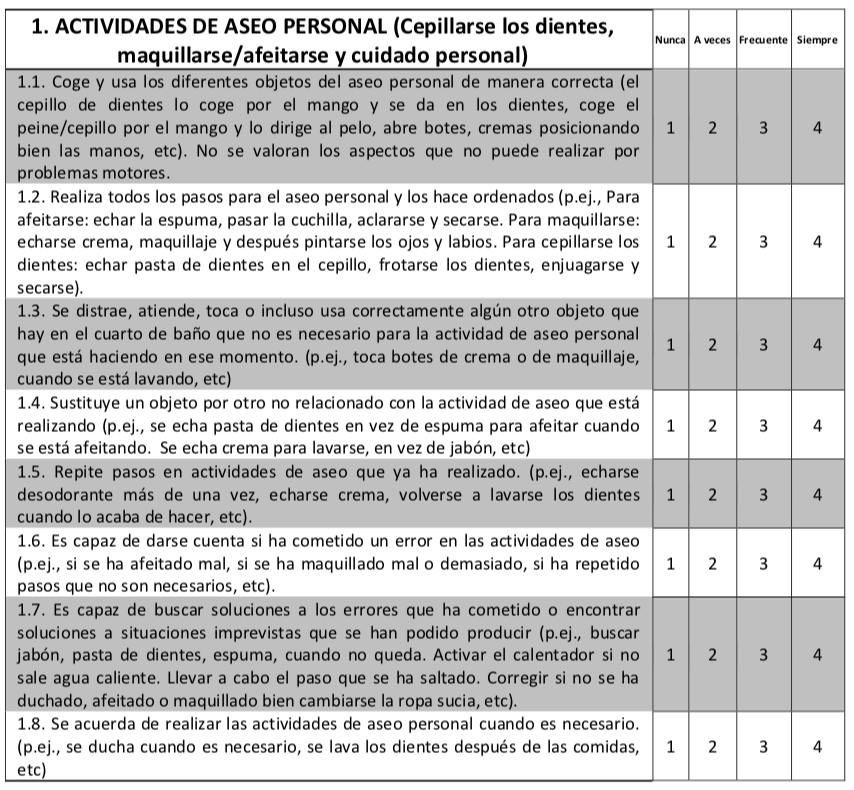 1. ACTIVIDADES DE ASEO PERSONAL (Cepillarse los dientes,
maquillarse/afeitarse y cuidado personal)
Nunca A veces Frecuente Siempre
1.1. Coge y usa los diferentes objetos del aseo personal de manera correcta (el
cepillo de dientes lo coge por el mango y se da en los dientes, coge el
peine/cepillo por el mango y lo dirige al pelo, abre botes, cremas posicionando
bien las manos, etc). No se valoran los aspectos que no puede realizar por
problemas motores.
1 2 3 4
1.2. Realiza todos los pasos para el aseo personal y los hace ordenados (p.ej., Para
afeitarse: echar la espuma, pasar la cuchilla, aclararse y secarse. Para maquillarse:
echarse crema, maquillaje y después pintarse los ojos y labios. Para cepillarse los
dientes: echar pasta de dientes en el cepillo, frotarse los dientes, enjuagarse y
secarse).
1 2 3 4
1.3. Se distrae, atiende, toca o incluso usa correctamente algún otro objeto que
hay en el cuarto de baño que no es necesario para la actividad de aseo personal
que está haciendo en ese momento. (p.ej., toca botes de crema o de maquillaje,
cuando se está lavando, etc)
1 2 3 4
1.4. Sustituye un objeto por otro no relacionado con la actividad de aseo que está
realizando (p.ej., se echa pasta de dientes en vez de espuma para afeitar cuando
se está afeitando. Se echa crema para lavarse, en vez de jabón, etc)
1 2 3 4
1.5. Repite pasos en actividades de aseo que ya ha realizado. (p.ej., echarse
desodorante más de una vez, echarse crema, volverse a lavarse los dientes
cuando lo acaba de hacer, etc).
1 2 3 4
1.6. Es capaz de darse cuenta si ha cometido un error en las actividades de aseo
(p.ej., si se ha afeitado mal, si se ha maquillado mal o demasiado, si ha repetido
pasos que no son necesarios, etc).
1 2 3 4
1.7. Es capaz de buscar soluciones a los errores que ha cometido o encontrar
soluciones a situaciones imprevistas que se han podido producir (p.ej., buscar
jabón, pasta de dientes, espuma, cuando no queda. Activar el calentador si no
sale agua caliente. Llevar a cabo el paso que se ha saltado. Corregir si no se ha
duchado, afeitado o maquillado bien cambiarse la ropa sucia, etc).
1 2 3 4
1.8. Se acuerda de realizar las actividades de aseo personal cuando es necesario.
(p.ej., se ducha cuando es necesario, se lava los dientes después de las comidas,
etc)
1 2 3 4